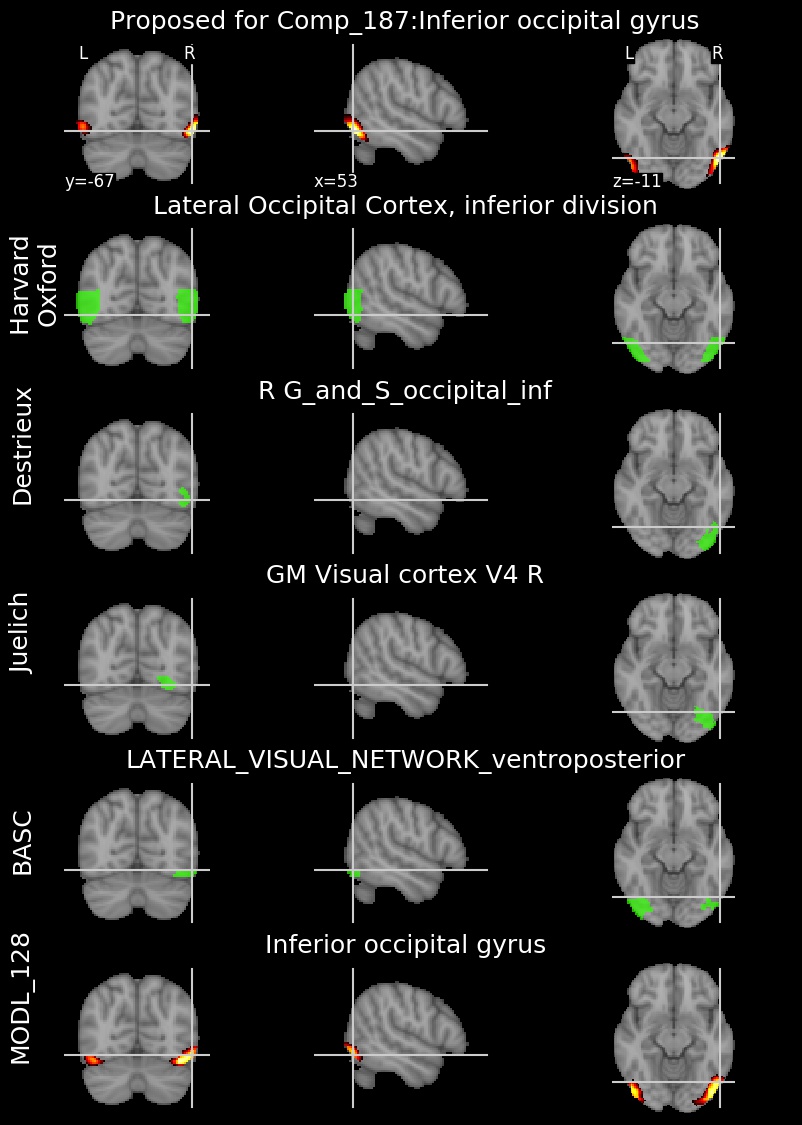 Proposed for Comp_187:Inferior occipital gyrus
L R L R
y=-67 x=53 z=-11
Lateral Occipital Cortex, inferior division
Harvard
Oxford
R G_and_S_occipital_inf
Destrieux
GM Visual cortex V4 R
Juelich
LATERAL_VISUAL_NETWORK_ventroposterior
BASC
Inferior occipital gyrus
MODL_128